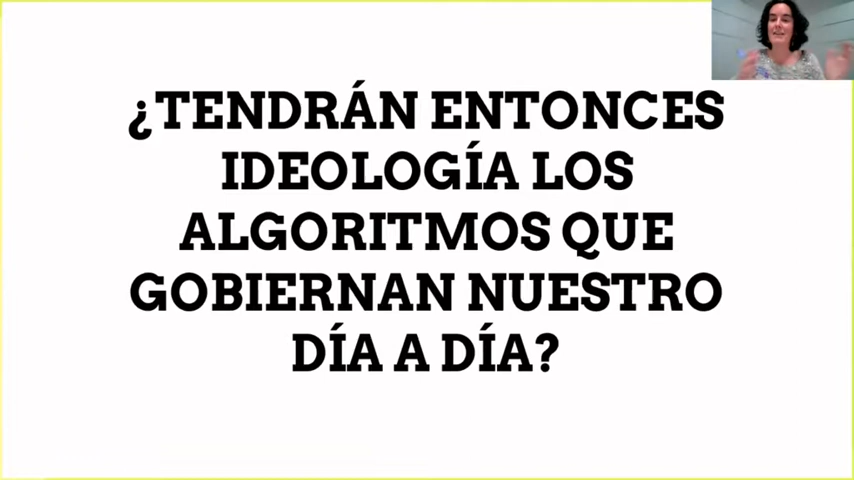 ¿TENDRÁN ENTONCES
IDEOLOGÍA LOS
ALGORITMOS QUE
GOBIERNAN NUESTRO
DÍA A DÍA?